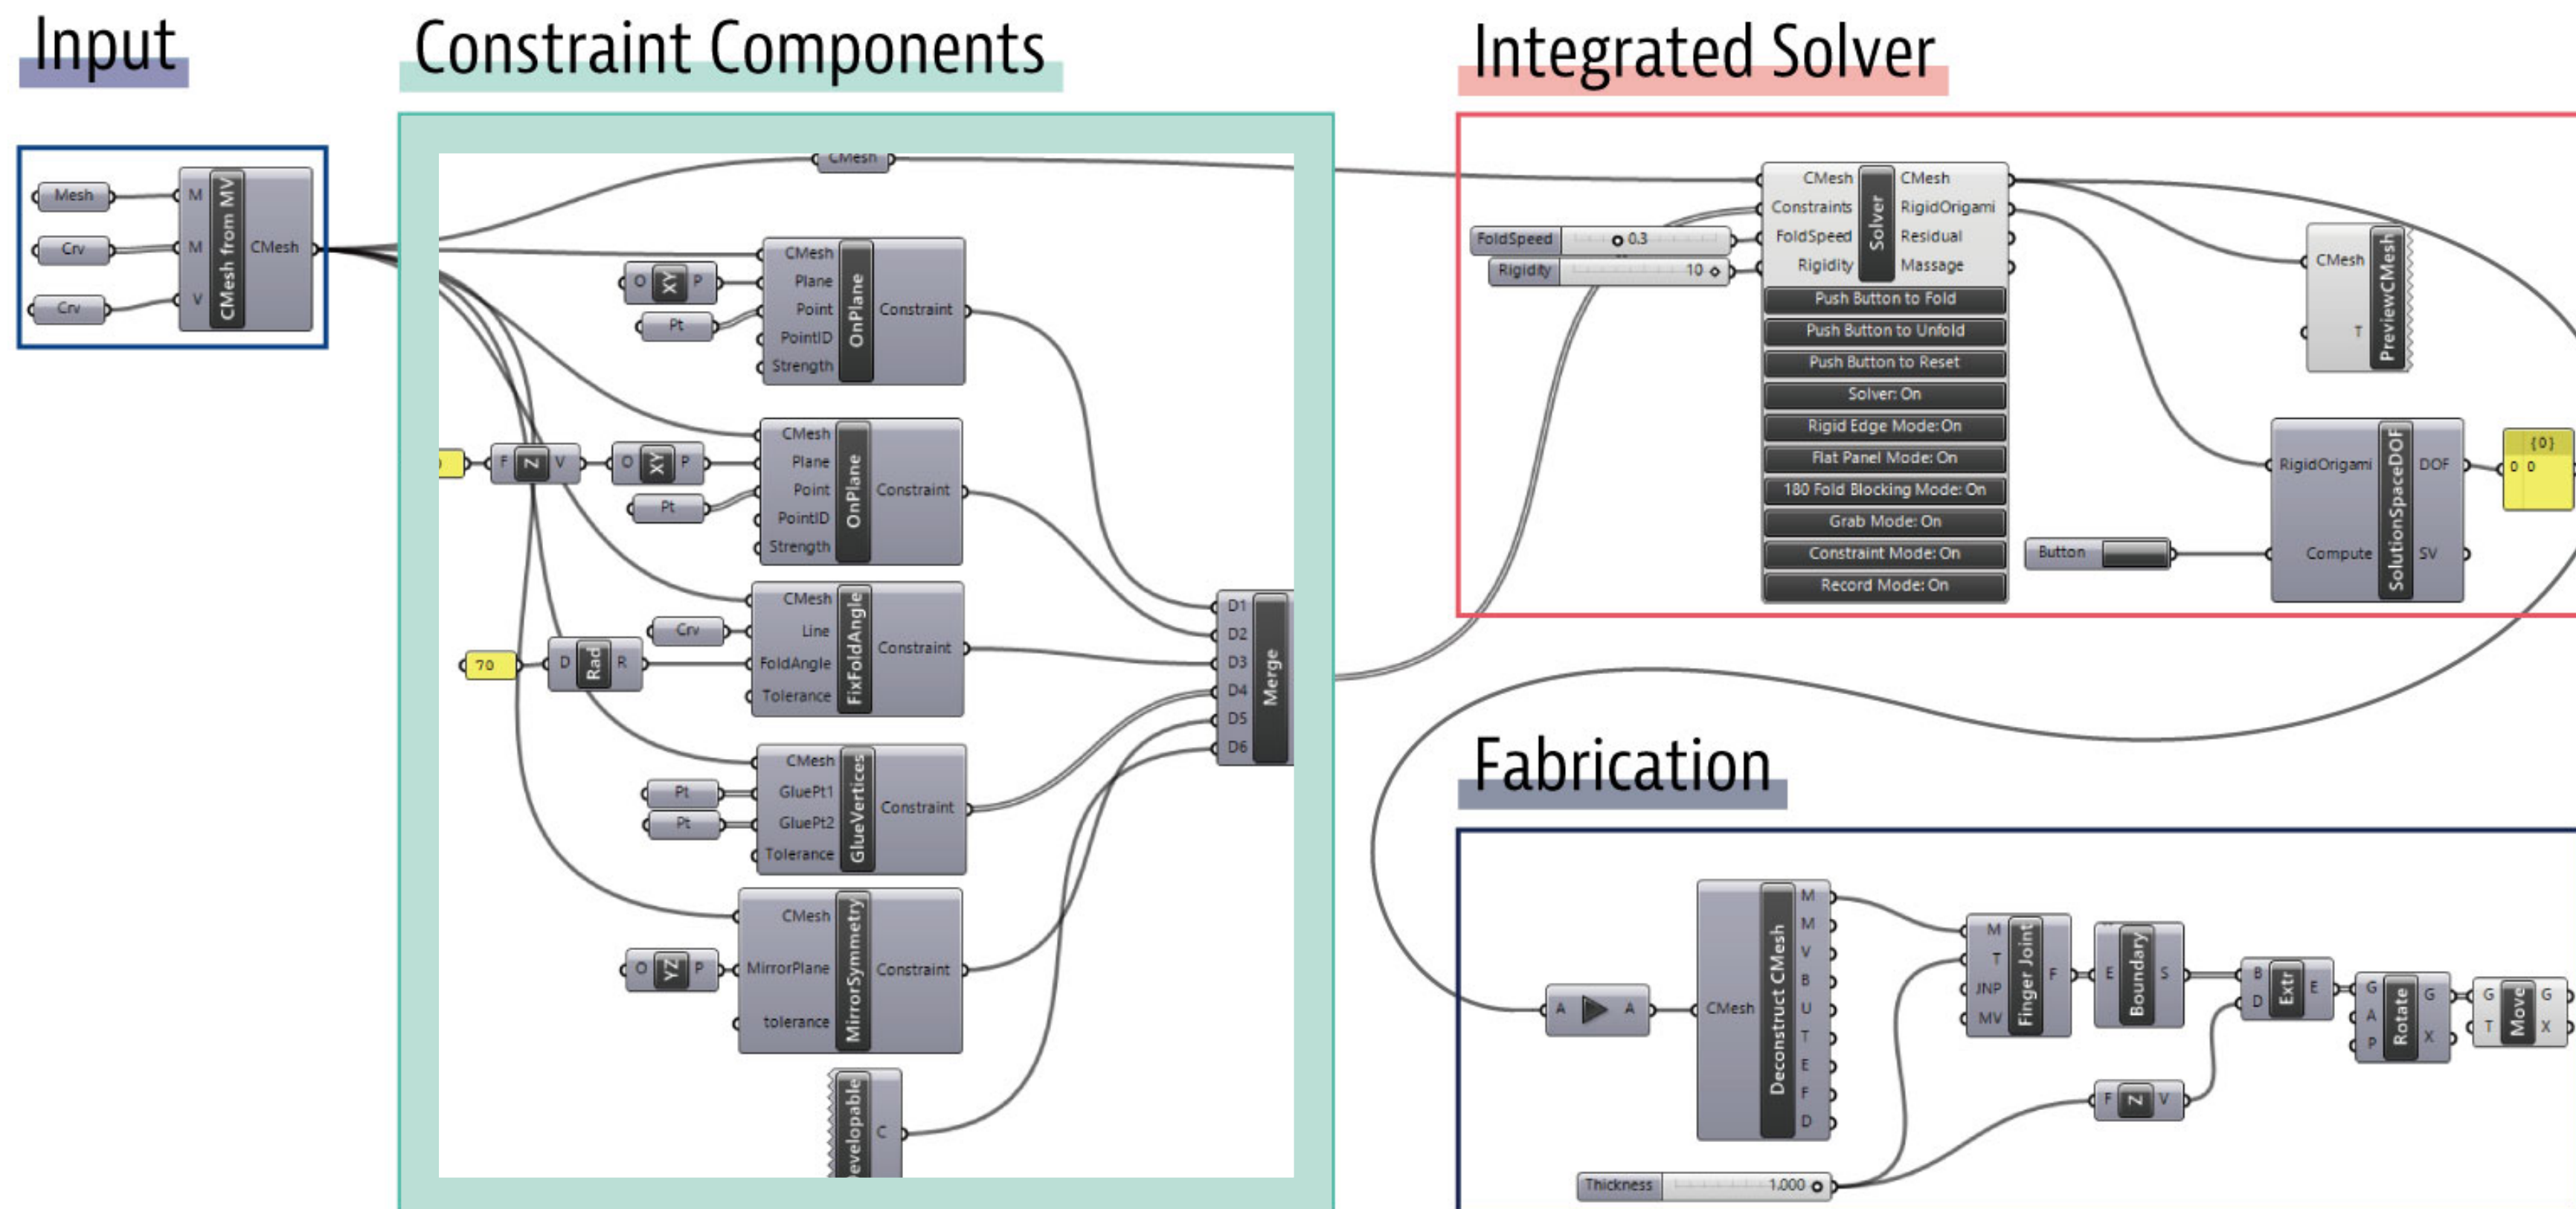 Input
Constraint Components
Integrated Solver
Mesh
Crv
Crv
M
M
V
CMesh from MV
CMesh
CMesh
O XY P
Pt
CMesh
Plane
Point
PointID
Strength
OnPlane
Constraint
F Z V
O XY P
Pt
CMesh
Plane
Point
PointID
Strength
OnPlane
Constraint
Crv
70
D Rad R
CMesh
Line
FoldAngle
Tolerance
FixFoldAngle
Constraint
Pt
Pt
CMesh
GluePt1
GluePt2
Tolerance
GlueVertices
Constraint
O YZ P
CMesh
MirrorPlane
tolerance
MirrorSymmetry
Constraint
evelopable
C
D1
D2
D3
D4
D5
D6
Merge
FoldSpeed 0.3
Rigidity 10
CMesh
Constraints
FoldSpeed
Rigidity
Solver
CMesh
RigidOrigami
Residual
Massage
Push Button to Fold
Push Button to Unfold
Push Button to Reset
Solver: On
Rigid Edge Mode: On
Flat Panel Mode: On
180 Fold Blocking Mode: On
Grab Mode: On
Constraint Mode: On
Record Mode: On
CMesh
T
PreviewCMesh
Button
RigidOrigami
Compute
SolutionSpaceDOF
DOF
SV
{0}
0 0
Fabrication
A A
CMesh
Deconstruct CMesh
M
M
V
B
U
T
E
F
D
Thickness 1.000
M
T
JNP
MV
Finger Joint
F
E
Boundary
S
F Z V
B
D
Extr
E
G
A
P
Rotate
G
X
G
T
Move
G
X